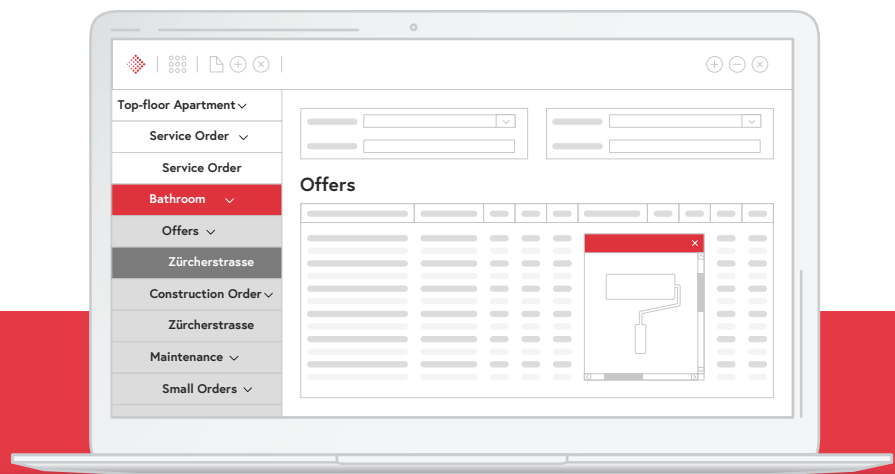 Top-floor Apartment
Service Order
Service Order
Bathroom
Offers
Zürcherstrasse
Construction Order
Zürcherstrasse
Maintenance
Small Orders
Offers